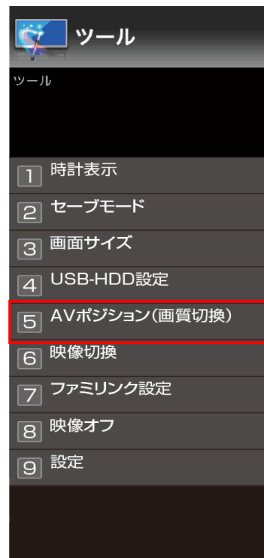 ツール
ツール
1 時計表示
2 セーブモード
3 画面サイズ
4 USB-HDD設定
5 AVポジション(画質切換)
6 映像切換
7 ファミリンク設定
8 映像オフ
9 設定